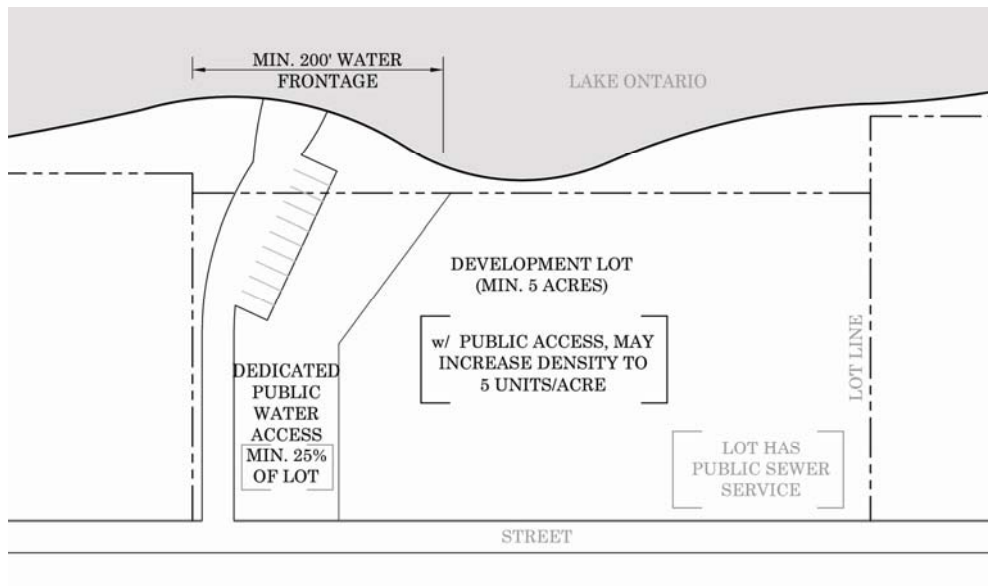 MIN. 200' WATER
FRONTAGE
LAKE ONTARIO
DEVELOPMENT LOT
(MIN. 5 ACRES)
w/ PUBLIC ACCESS, MAY
INCREASE DENSITY TO
5 UNITS/ACRE
DEDICATED
PUBLIC
WATER
ACCESS
MIN. 25%
OF LOT
LOT LINE
LOT HAS
PUBLIC SEWER
SERVICE
STREET